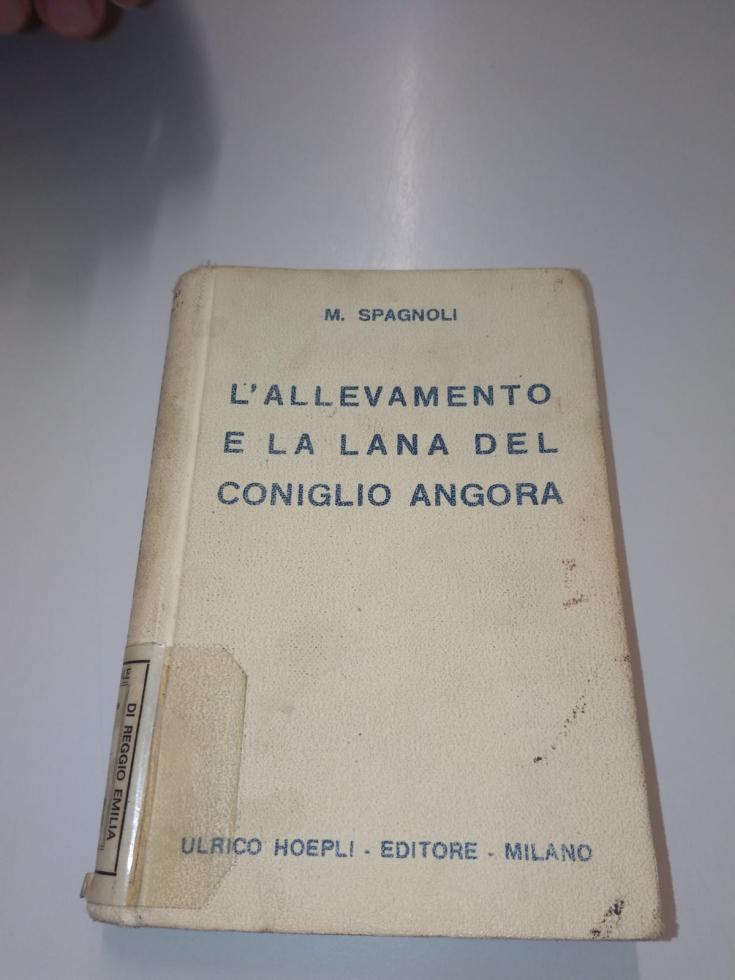 M. SPAGNOLI
L'ALLEVAMENTO
E LA LANA DEL
CONIGLIO ANGORA
ULRICO HOEPLI - EDITORE - MILANO
DI REGGIO EMILIA